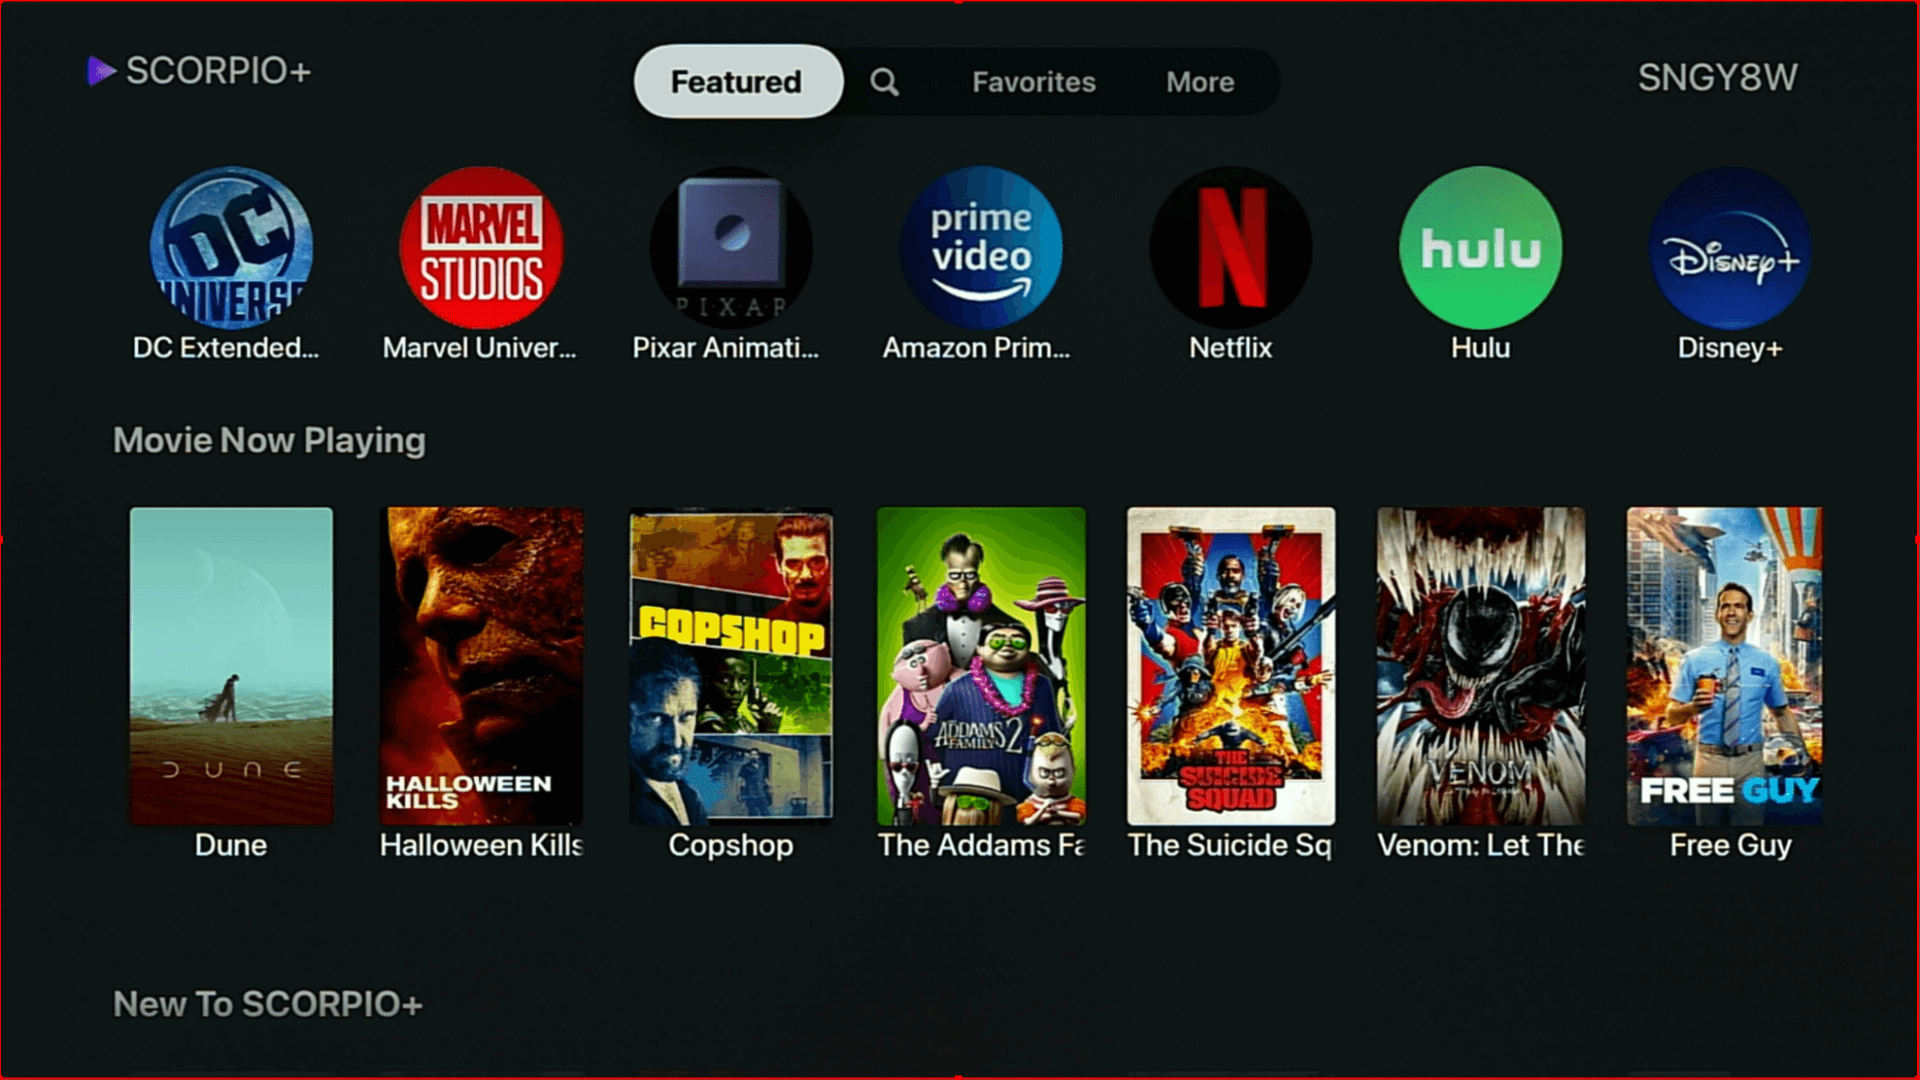 SCORPIO+
Featured
Favorites
More
SNGY8W
DC
UNIVERSE
MARVEL
STUDIOS
PIXAR
prime
video
N
hulu
Disney+
DC Extended...
Marvel Univer...
Pixar Animati...
Amazon Prim...
Netflix
Hulu
Disney+
Movie Now Playing
DUNE
HALLOWEEN
KILLS
COPSHOP
ADDAMS
FAMILY 2
THE
SUICIDE
SQUAD
VENOM
FREE GUY
Dune
Halloween Kills
Copshop
The Addams Fa
The Suicide Sq
Venom: Let The
Free Guy
New To SCORPIO+